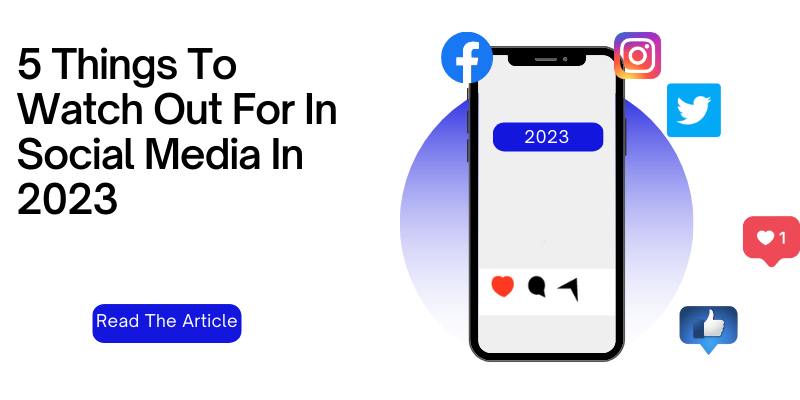 5 Things To
Watch Out For In
Social Media In
2023
Read The Article
2023
1